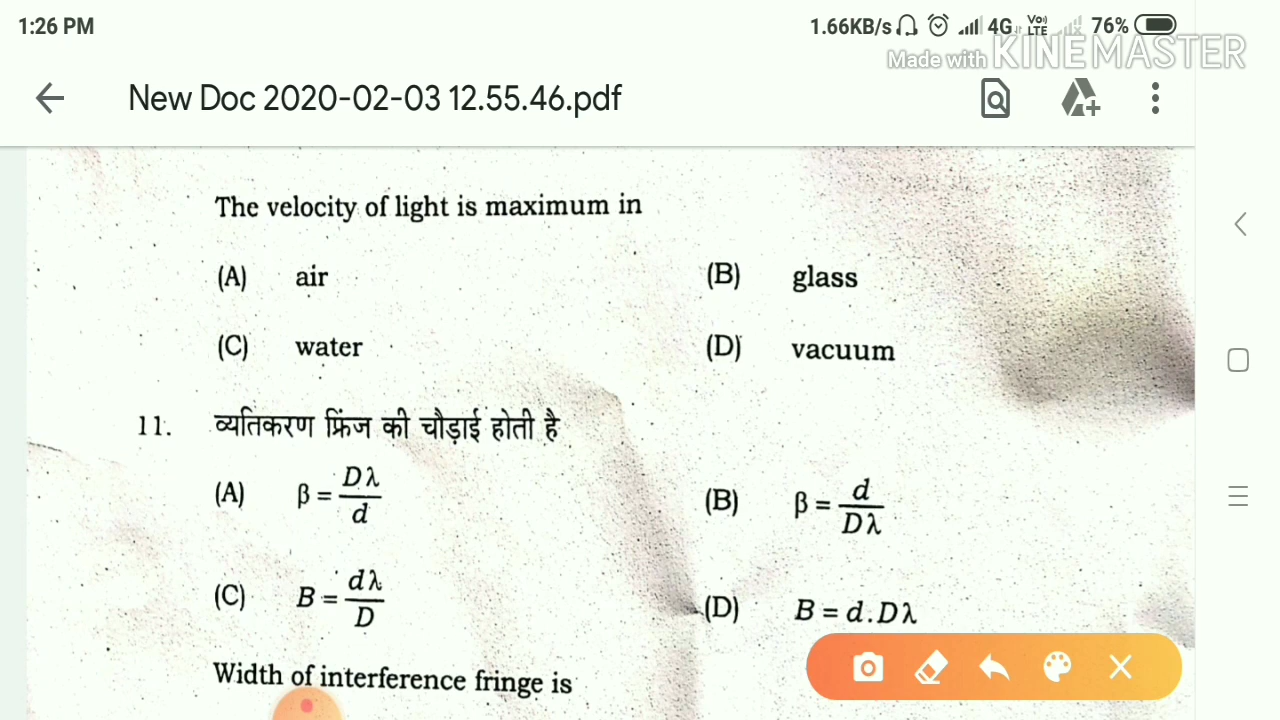 1:26 PM 1.66KB/s 4G Vo) LTE 76%
Made with KINEMASTER
New Doc 2020-02-03 12.55.46.pdf
The velocity of light is maximum in
(A) air (B) glass
(C) water (D) vacuum
11. व्यतिकरण फ्रिंज की चौड़ाई होती है
(A) β = Dλ/d (B) β = d/Dλ
(C) B = dλ/D (D) B = d.Dλ
Width of interference fringe is